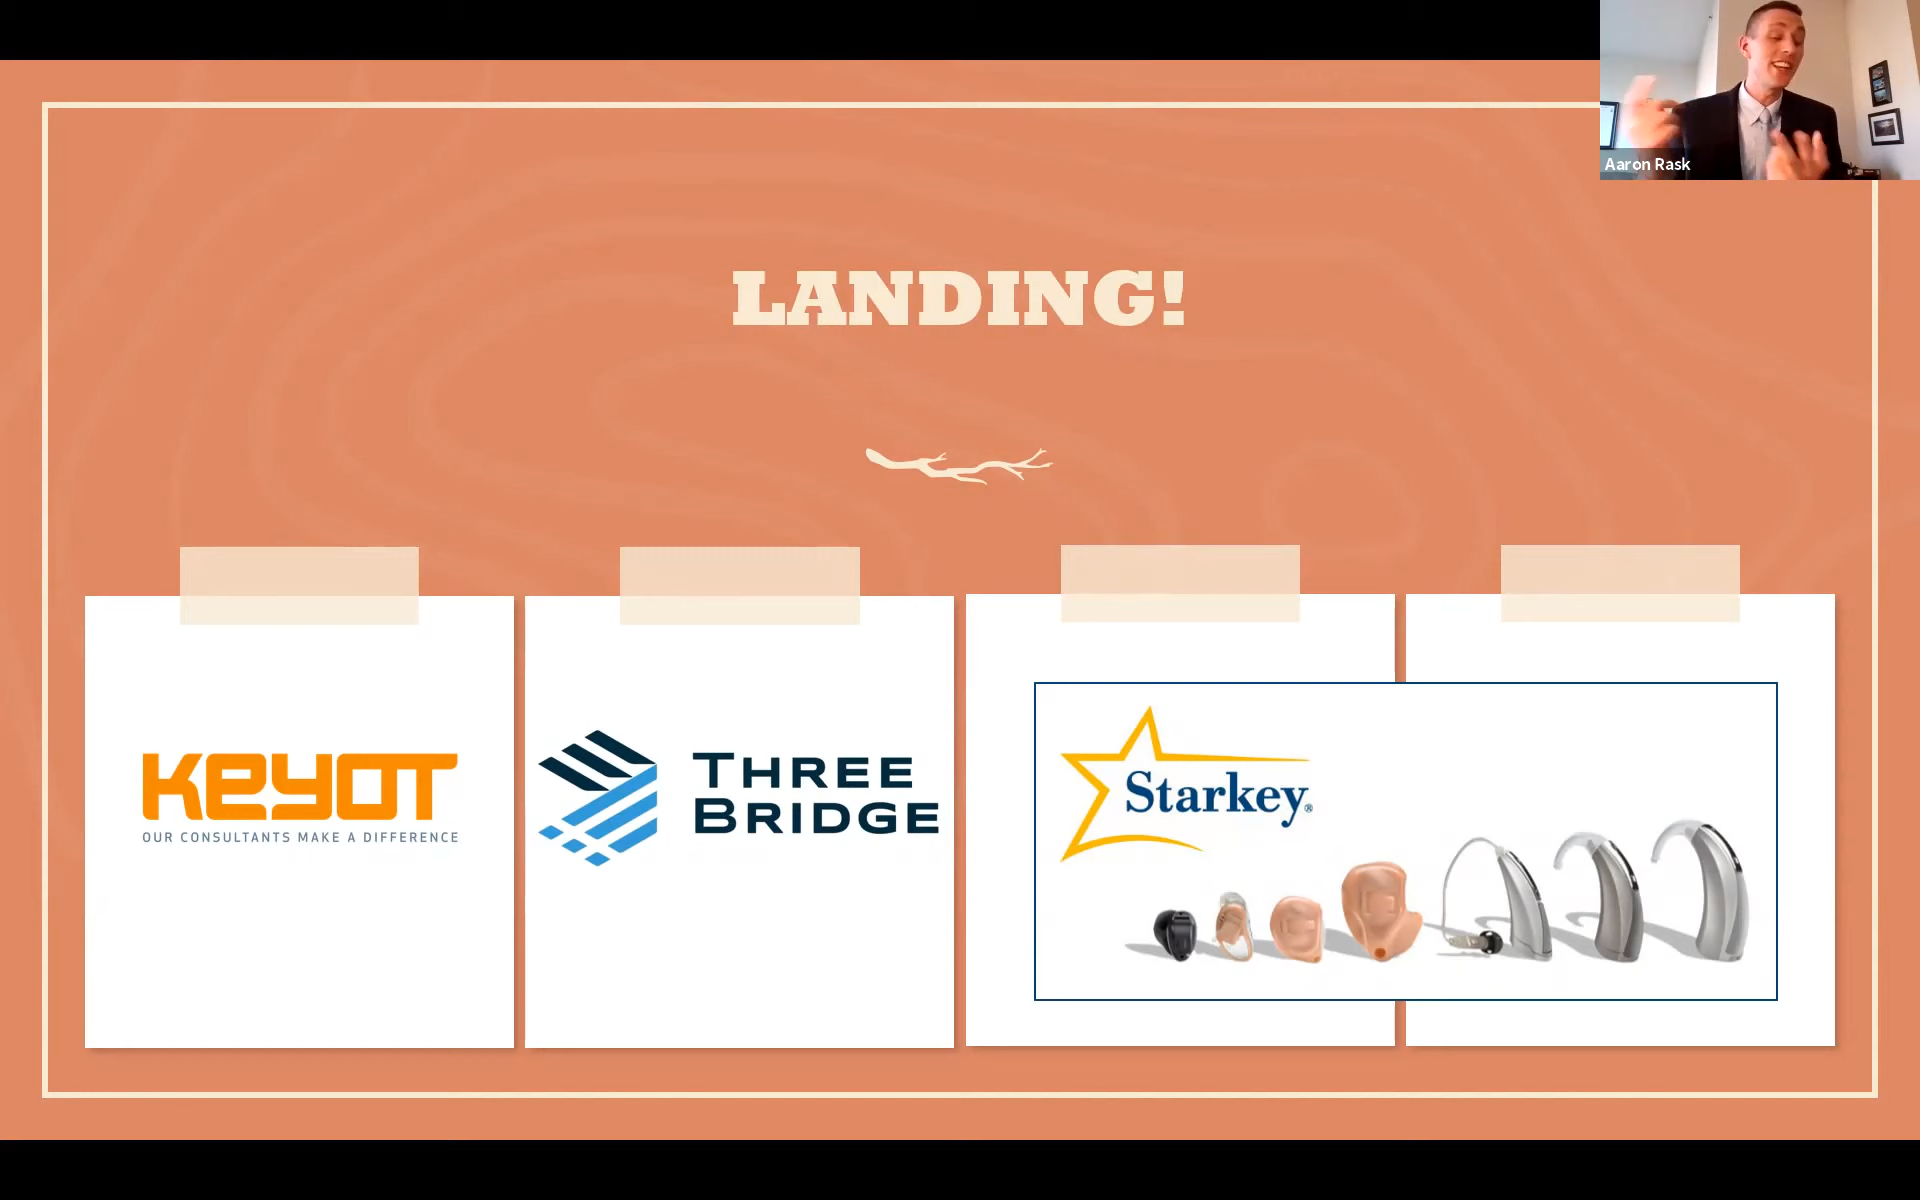 Aaron Rask
LANDING!
KEYOT
OUR CONSULTANTS MAKE A DIFFERENCE
THREE
BRIDGE
Starkey®